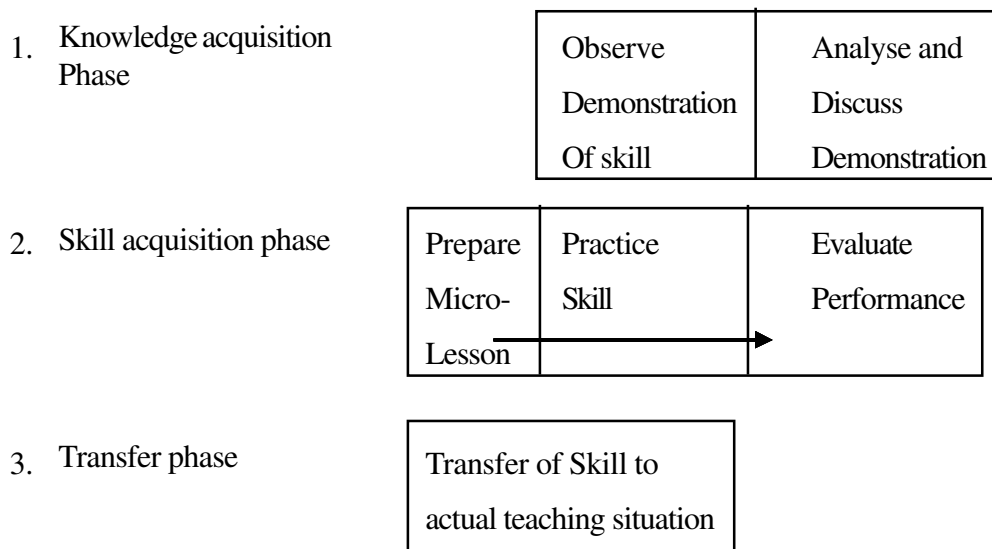 1. Knowledge acquisition
Phase
Observe
Demonstration
Of skill
Analyse and
Discuss
Demonstration
2. Skill acquisition phase
Prepare
Micro-
Lesson
Practice
Skill
Evaluate
Performance
3. Transfer phase
Transfer of Skill to
actual teaching situation